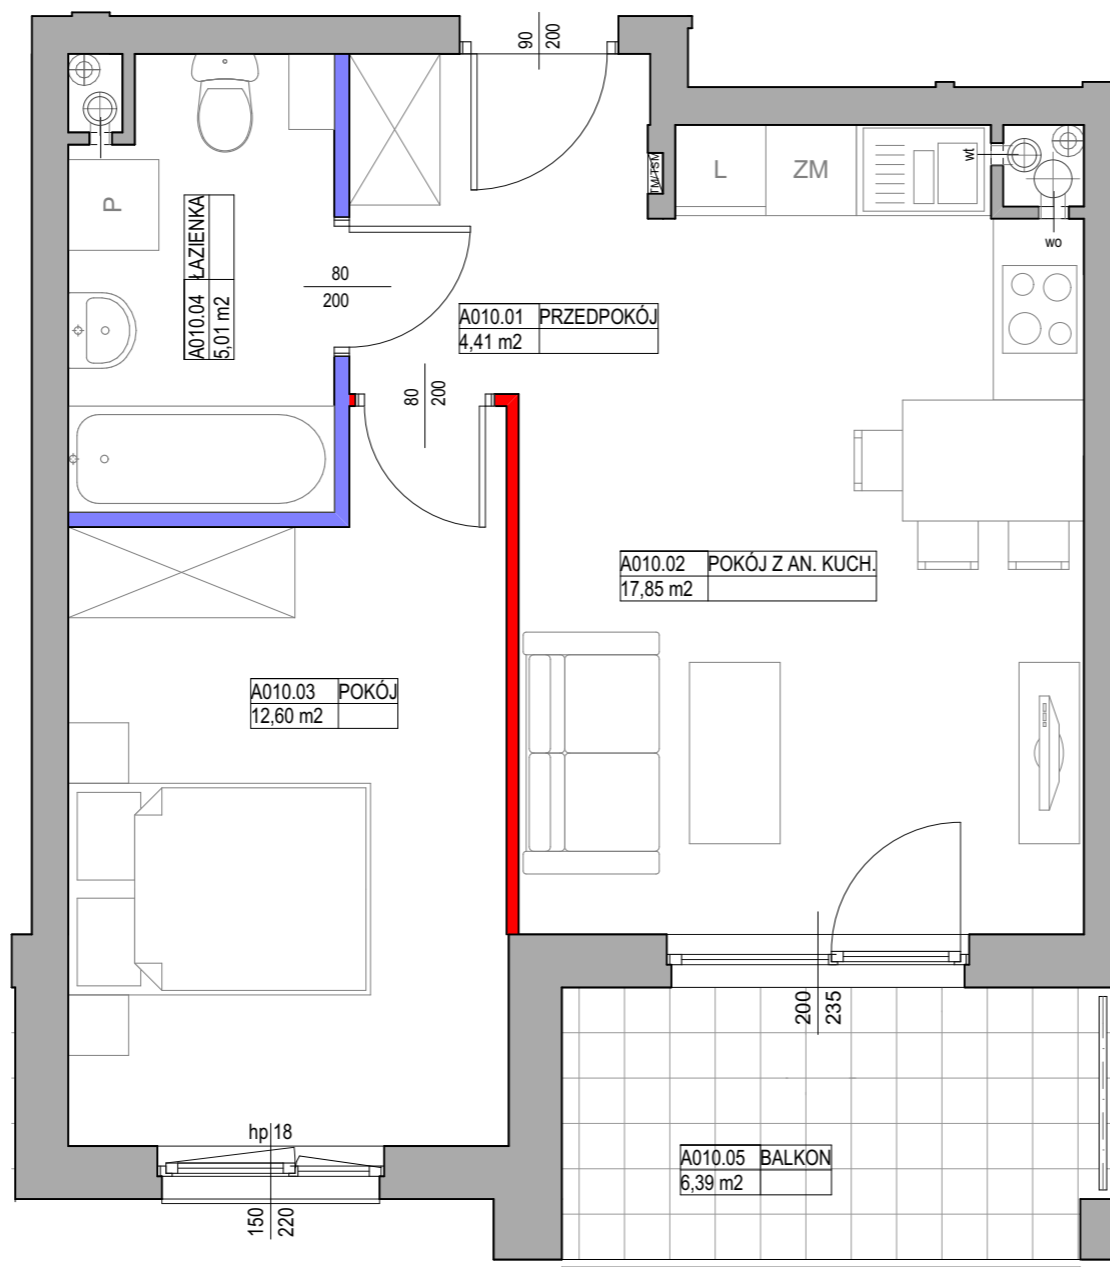 90
200
TM/TSM
L
ZM
wt
wo
P
A010.04 ŁAZIENKA
5,01 m2
80
200
A010.01 PRZEDPOKÓJ
4,41 m2
80
200
A010.02 POKÓJ Z AN. KUCH.
17,85 m2
A010.03 POKÓJ
12,60 m2
200
235
hp 18
150
220
A010.05 BALKON
6,39 m2